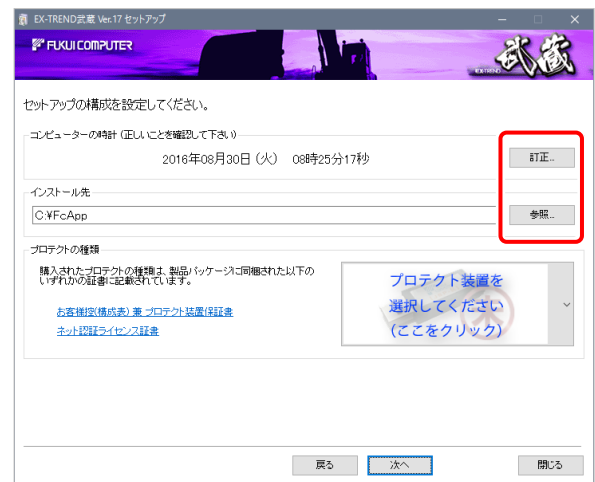 EX-TREND武蔵 Ver.17 セットアップ
FUKUI COMPUTER
EX-TREND 武蔵
セットアップの構成を設定してください。
コンピューターの時計 (正しいことを確認して下さい)
2016年08月30日 (火) 08時25分17秒
訂正...
インストール先
C:¥FcApp
参照...
プロテクトの種類
購入されたプロテクトの種類は、製品パッケージに同梱された以下の
いずれかの証書に記載されています。
プロテクト装置を
選択してください
(ここをクリック)
お客様控(構成表) 兼 プロテクト装置保証書
ネット認証ライセンス証書
戻る
次へ
閉じる